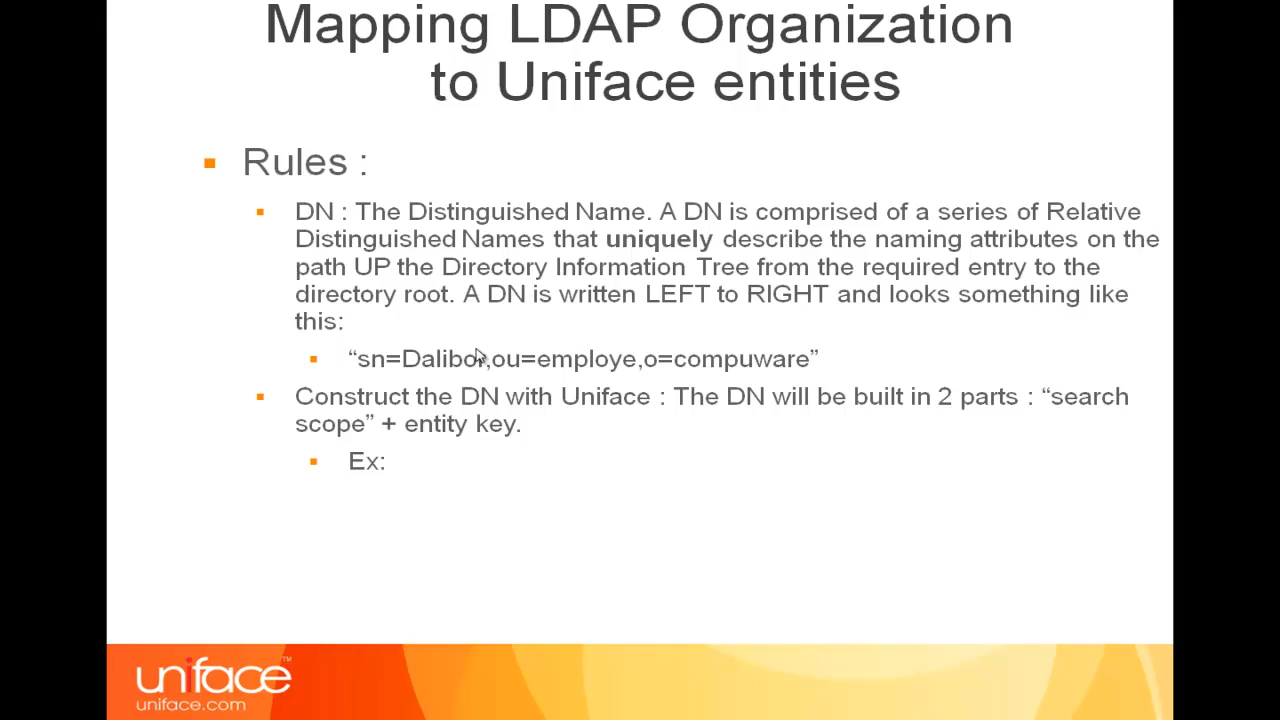 Mapping LDAP Organization
to Uniface entities
Rules :
DN : The Distinguished Name. A DN is comprised of a series of Relative
Distinguished Names that uniquely describe the naming attributes on the
path UP the Directory Information Tree from the required entry to the
directory root. A DN is written LEFT to RIGHT and looks something like
this:
“sn=Dalibor,ou=employe,o=compuware”
Construct the DN with Uniface : The DN will be built in 2 parts : “search
scope” + entity key.
Ex:
uniface™
uniface.com